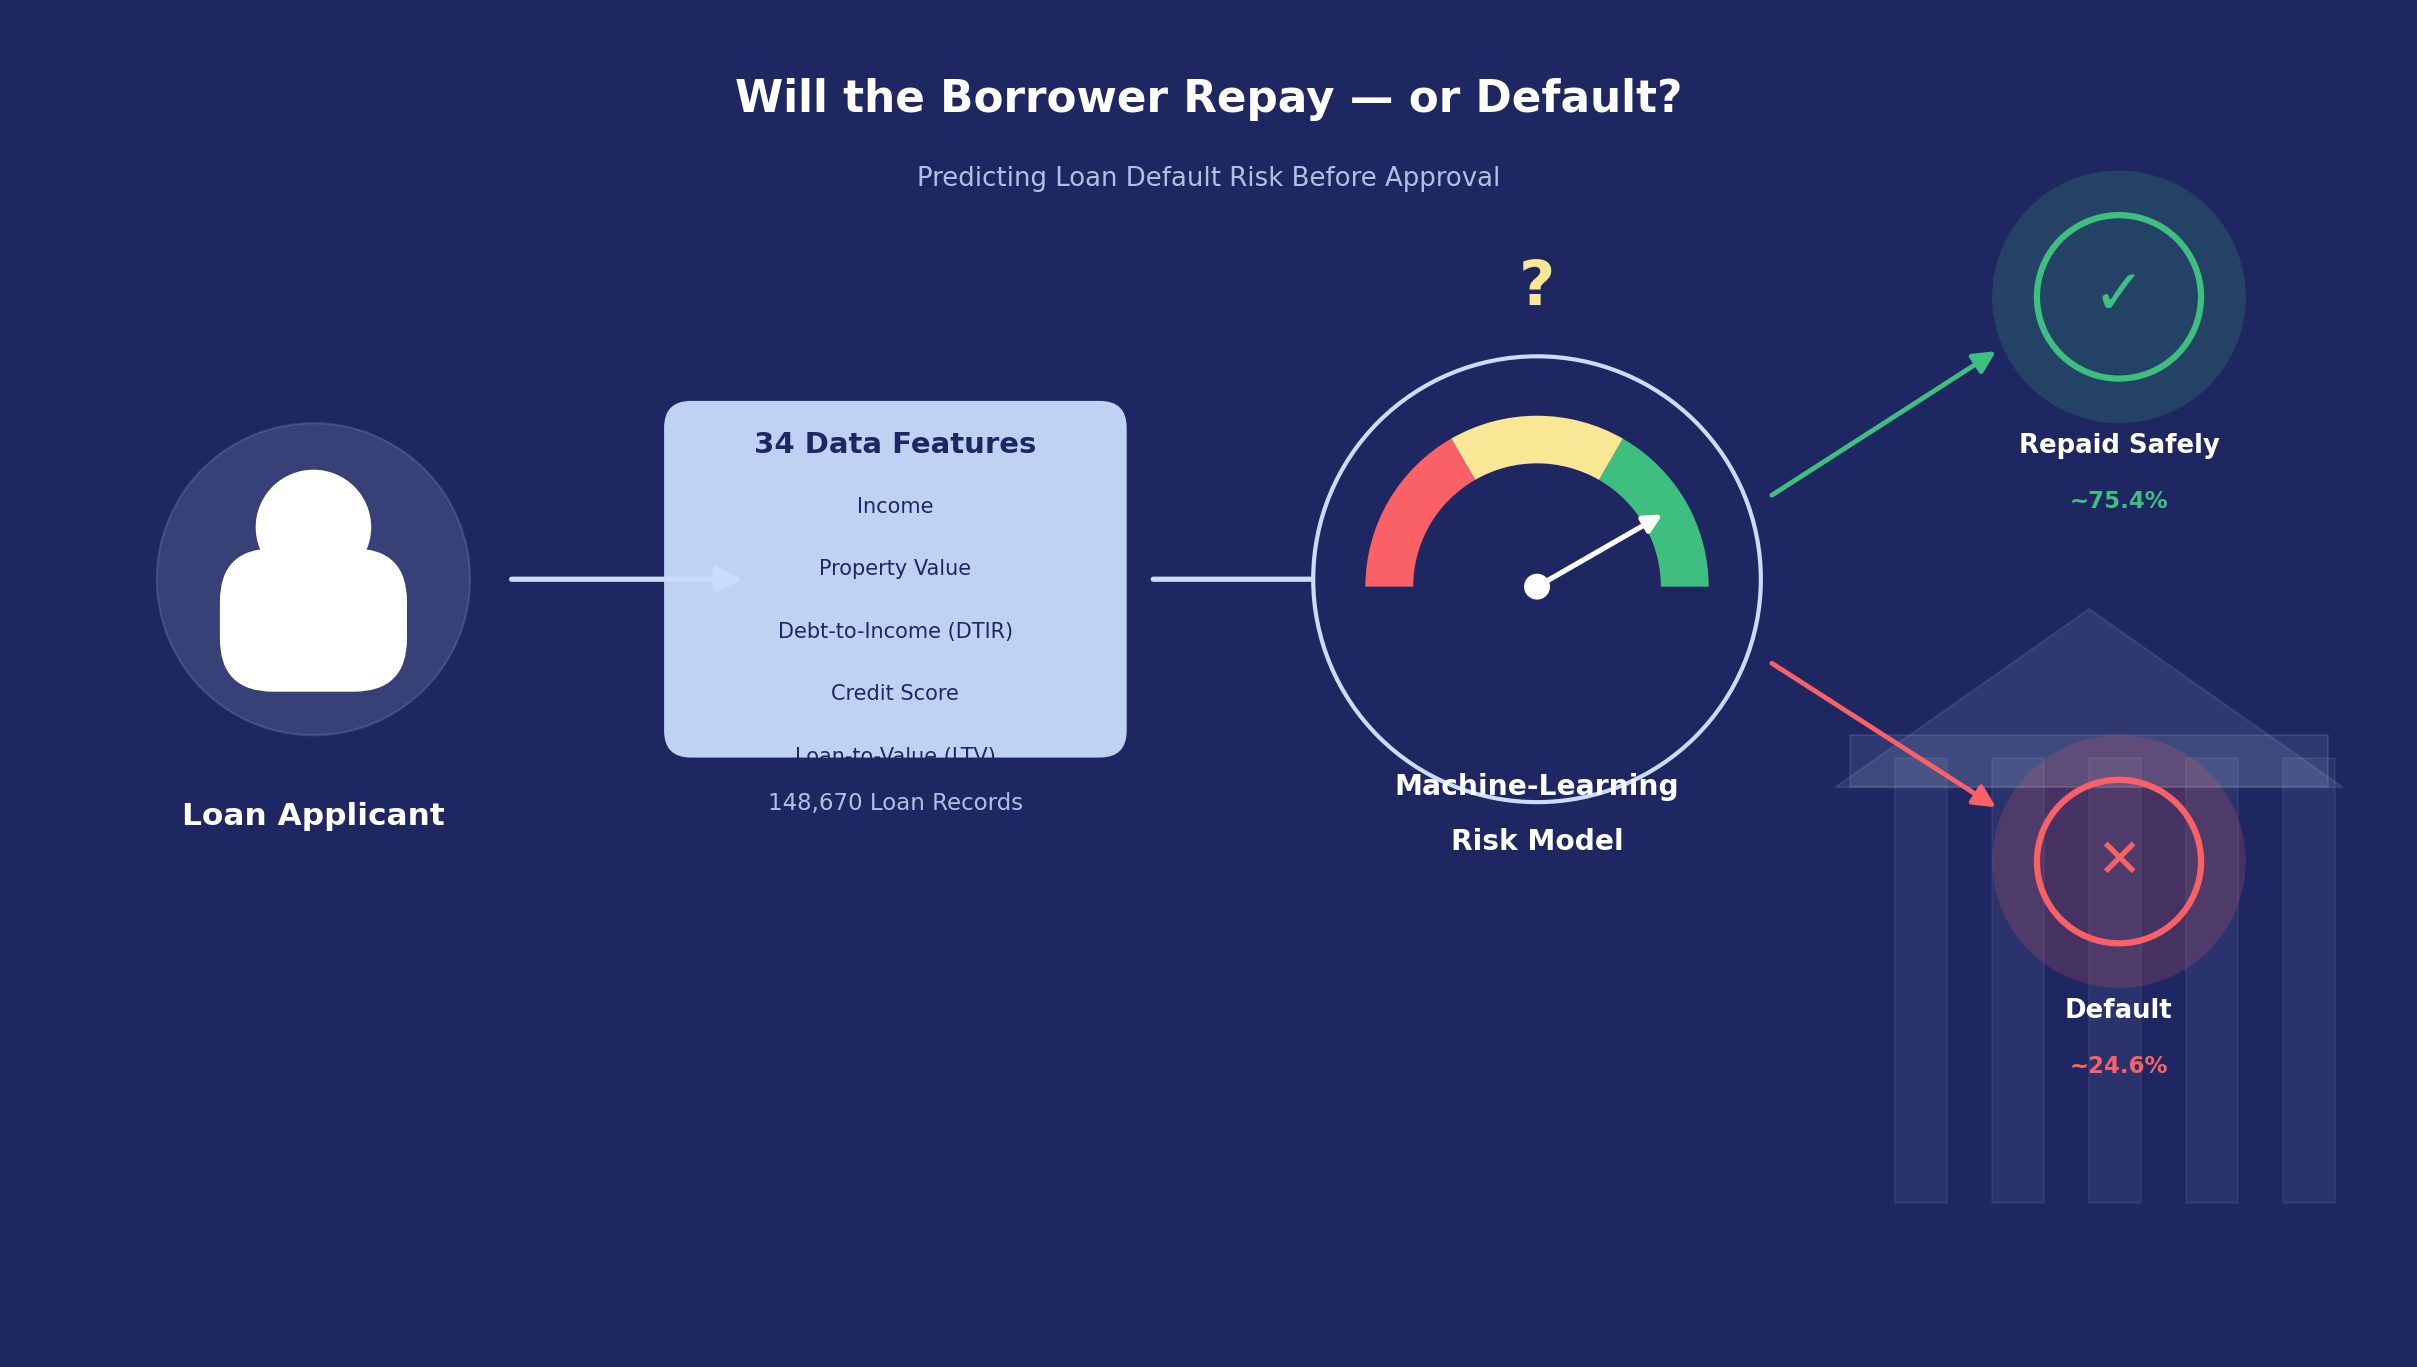 Will the Borrower Repay — or Default?
Predicting Loan Default Risk Before Approval
Loan Applicant
34 Data Features
Income
Property Value
Debt-to-Income (DTIR)
Credit Score
Loan-to-Value (LTV)
148,670 Loan Records
?
Machine-Learning
Risk Model
✓
Repaid Safely
~75.4%
✕
Default
~24.6%